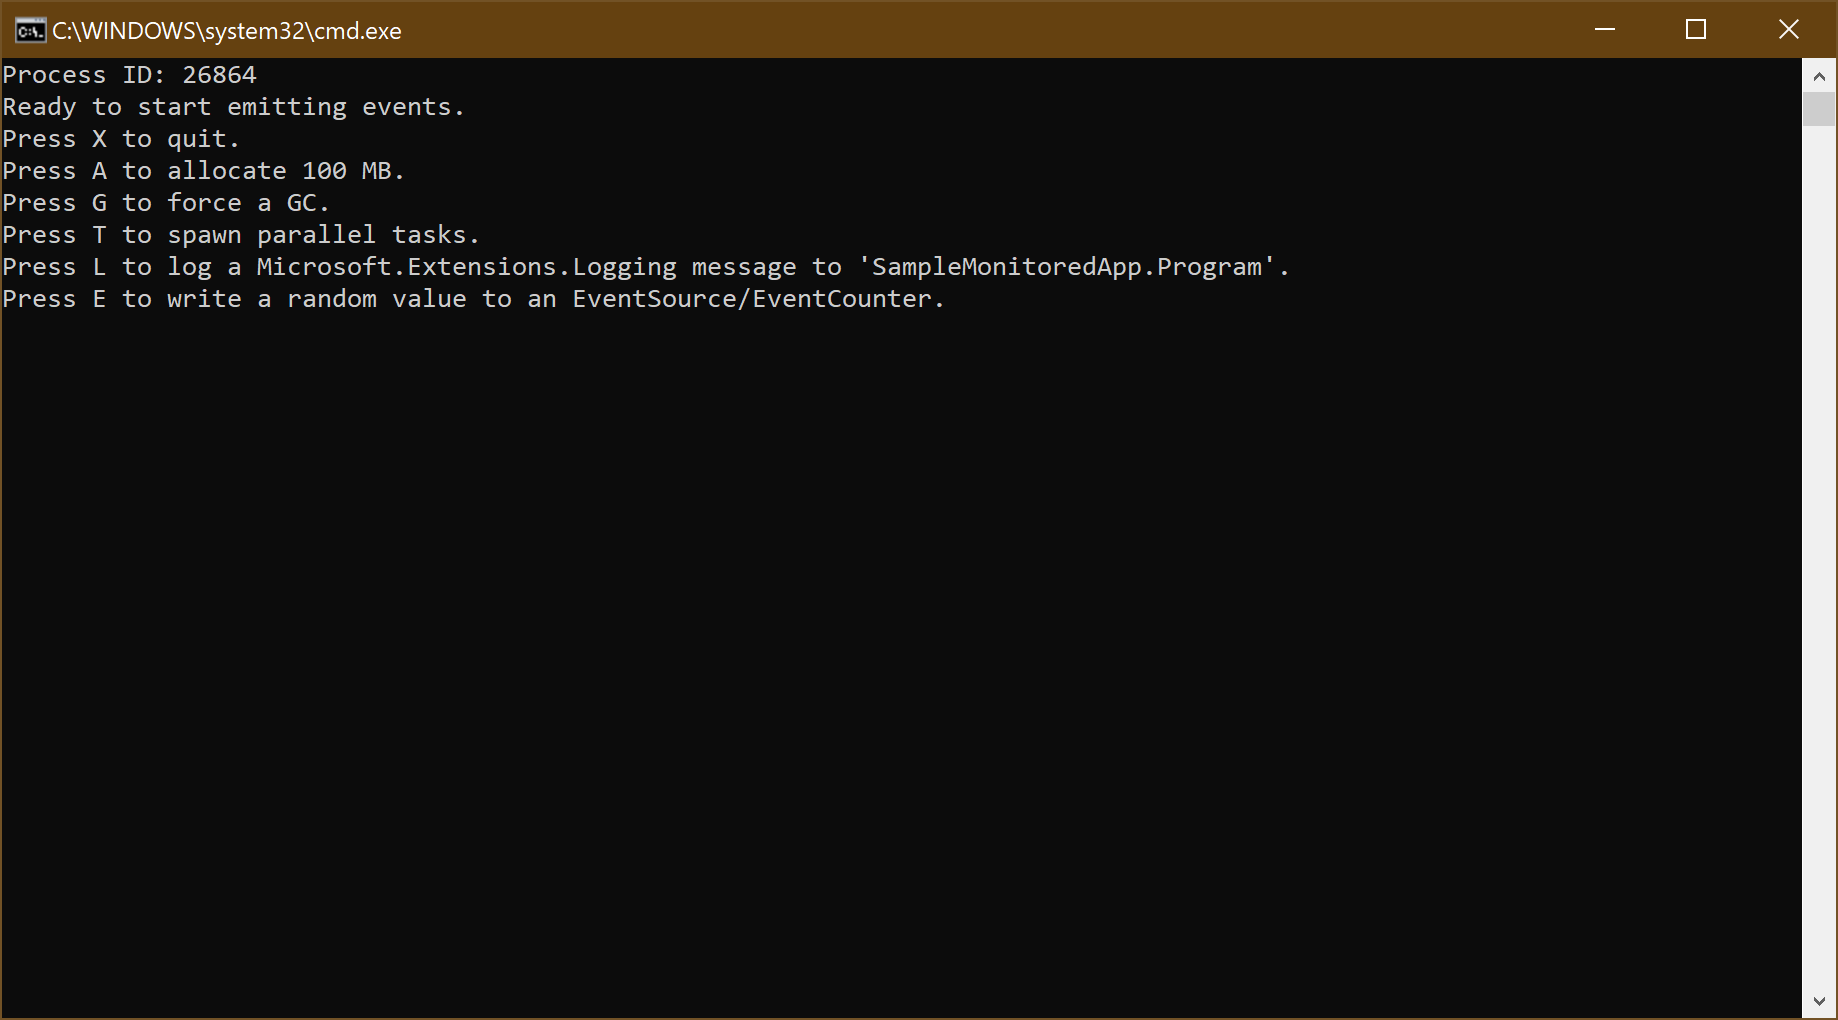 C:\WINDOWS\system32\cmd.exe
Process ID: 26864
Ready to start emitting events.
Press X to quit.
Press A to allocate 100 MB.
Press G to force a GC.
Press T to spawn parallel tasks.
Press L to log a Microsoft.Extensions.Logging message to 'SampleMonitoredApp.Program'.
Press E to write a random value to an EventSource/EventCounter.